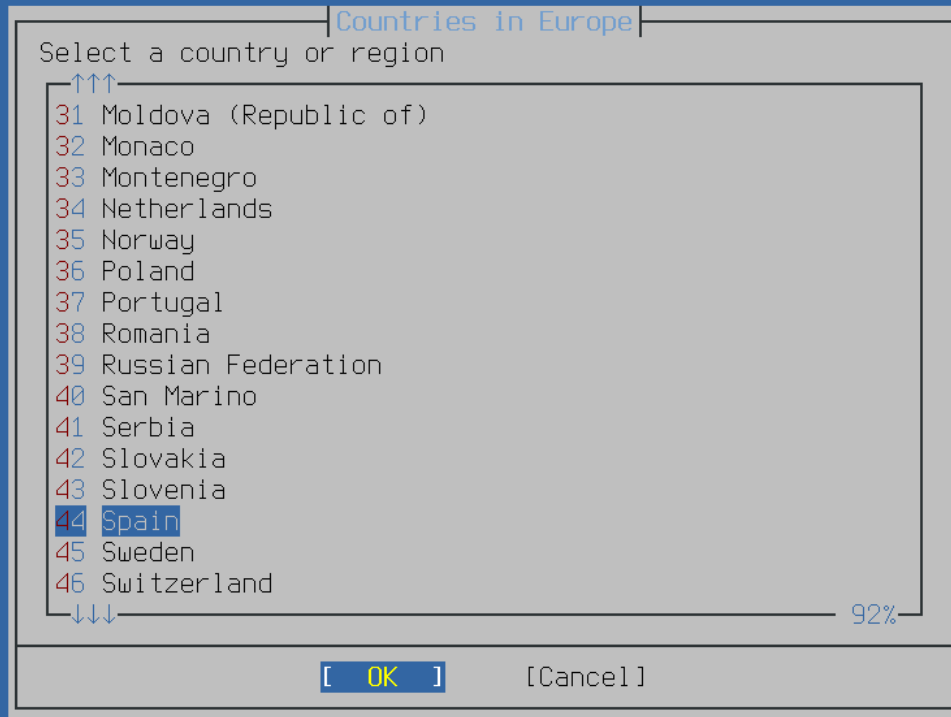 Countries in Europe
Select a country or region
↑↑↑
31 Moldova (Republic of)
32 Monaco
33 Montenegro
34 Netherlands
35 Norway
36 Poland
37 Portugal
38 Romania
39 Russian Federation
40 San Marino
41 Serbia
42 Slovakia
43 Slovenia
44 Spain
45 Sweden
46 Switzerland
↓↓↓ 92%
[ OK ] [Cancel]